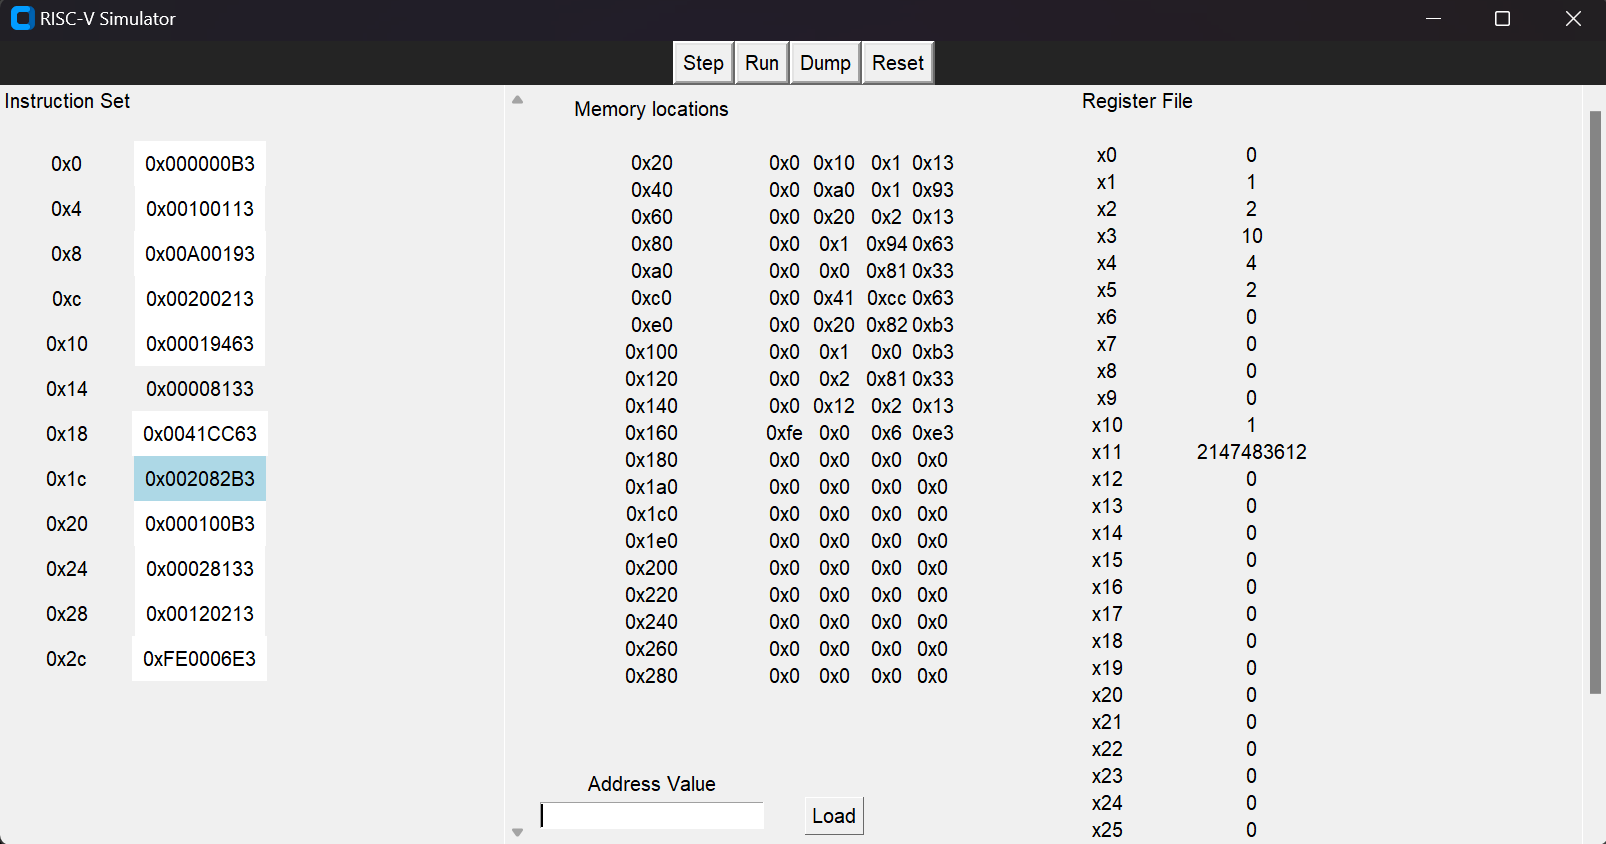 RISC-V Simulator
Step Run Dump Reset
Instruction Set
0x0 0x000000B3
0x4 0x00100113
0x8 0x00A00193
0xc 0x00200213
0x10 0x00019463
0x14 0x00008133
0x18 0x0041CC63
0x1c 0x002082B3
0x20 0x000100B3
0x24 0x00028133
0x28 0x00120213
0x2c 0xFE0006E3
Memory locations
0x20 0x0 0x10 0x1 0x13
0x40 0x0 0xa0 0x1 0x93
0x60 0x0 0x20 0x2 0x13
0x80 0x0 0x1 0x94 0x63
0xa0 0x0 0x0 0x81 0x33
0xc0 0x0 0x41 0xcc 0x63
0xe0 0x0 0x20 0x82 0xb3
0x100 0x0 0x1 0x0 0xb3
0x120 0x0 0x2 0x81 0x33
0x140 0x0 0x12 0x2 0x13
0x160 0xfe 0x0 0x6 0xe3
0x180 0x0 0x0 0x0 0x0
0x1a0 0x0 0x0 0x0 0x0
0x1c0 0x0 0x0 0x0 0x0
0x1e0 0x0 0x0 0x0 0x0
0x200 0x0 0x0 0x0 0x0
0x220 0x0 0x0 0x0 0x0
0x240 0x0 0x0 0x0 0x0
0x260 0x0 0x0 0x0 0x0
0x280 0x0 0x0 0x0 0x0
Address Value
Load
Register File
x0 0
x1 1
x2 2
x3 10
x4 4
x5 2
x6 0
x7 0
x8 0
x9 0
x10 1
x11 2147483612
x12 0
x13 0
x14 0
x15 0
x16 0
x17 0
x18 0
x19 0
x20 0
x21 0
x22 0
x23 0
x24 0
x25 0